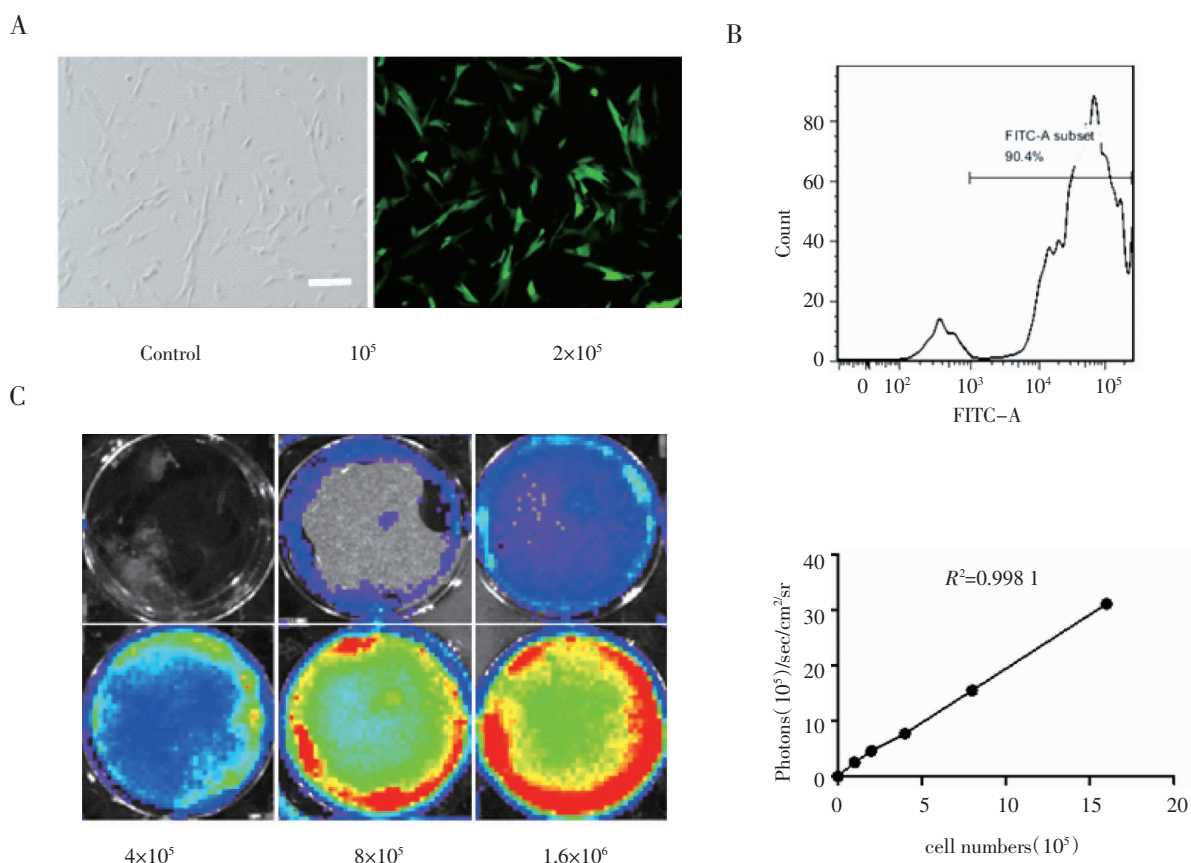 A
B
Control 10⁵ 2×10⁵
FITC-A subset
90.4%
Count
80
60
40
20
0
0 10² 10³ 10⁴ 10⁵
FITC-A
C
4×10⁵ 8×10⁵ 1.6×10⁶
R²=0.998 1
Photons(10⁵)/sec/cm²/sr
40
30
20
10
0
0 5 10 15 20
cell numbers(10⁵)